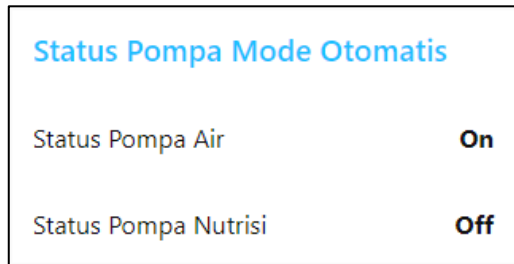 Status Pompa Mode Otomatis
Status Pompa Air On
Status Pompa Nutrisi Off